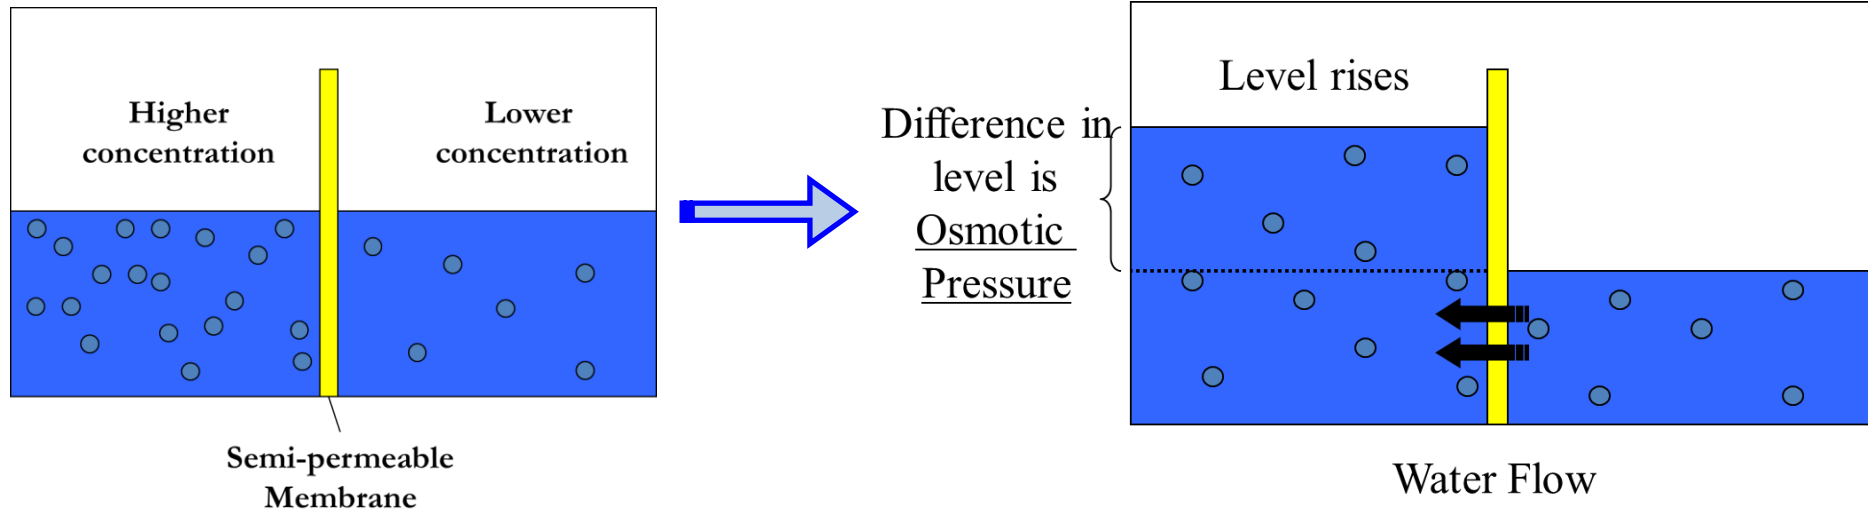 Higher
concentration
Lower
concentration
Semi-permeable
Membrane
Difference in
level is
Osmotic
Pressure
Level rises
Water Flow